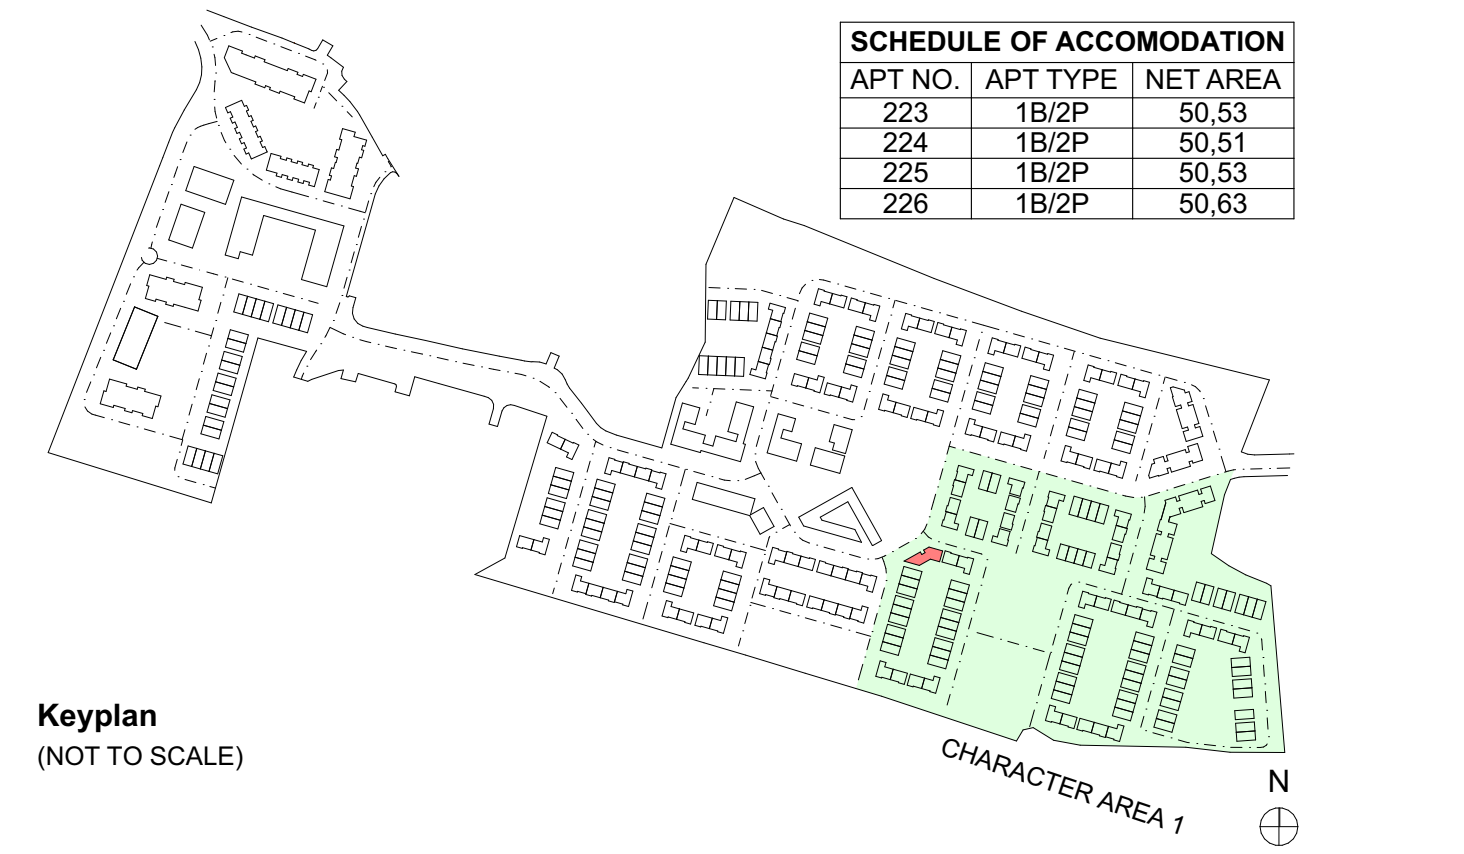 SCHEDULE OF ACCOMODATION
APT NO. APT TYPE NET AREA
223 1B/2P 50,53
224 1B/2P 50,51
225 1B/2P 50,53
226 1B/2P 50,63
Keyplan
(NOT TO SCALE)
CHARACTER AREA 1
N